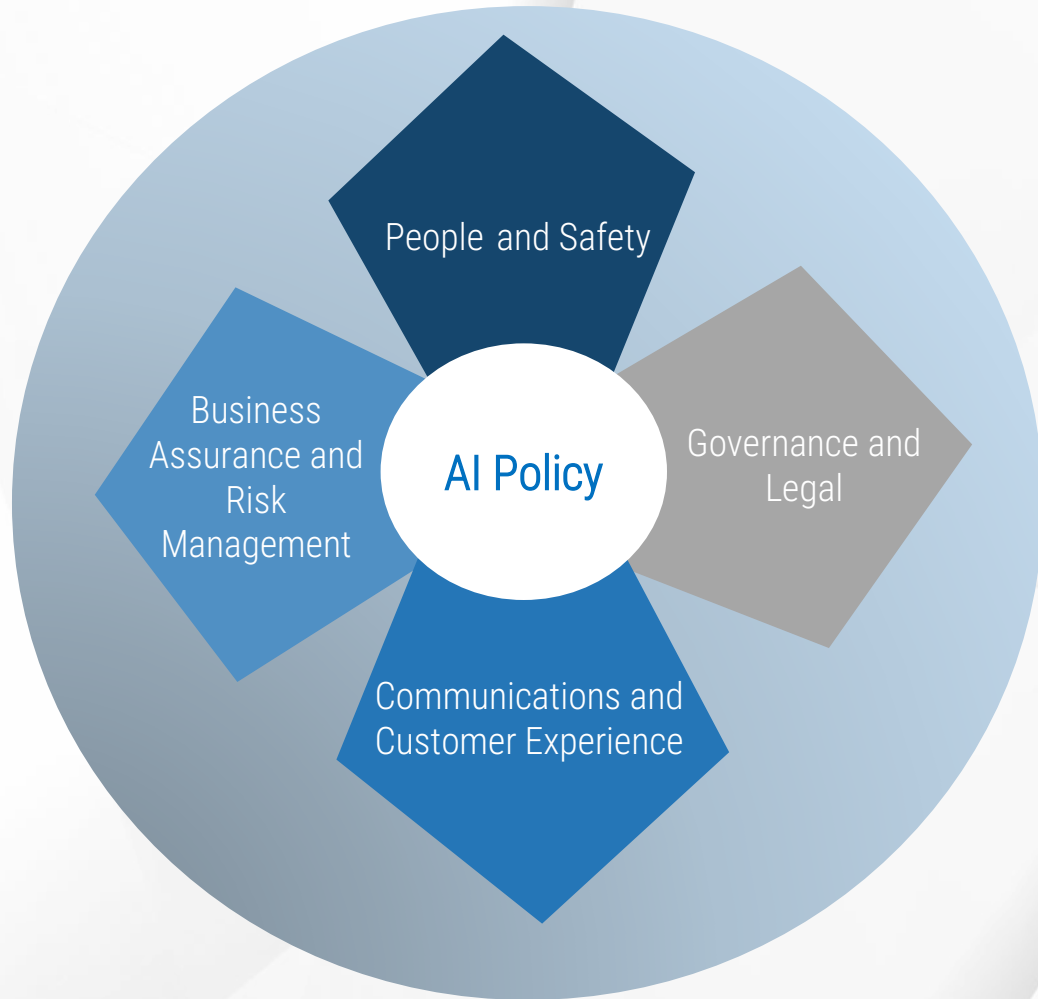 People and Safety
Business
Assurance and
Risk
Management
AI Policy
Governance and
Legal
Communications and
Customer Experience